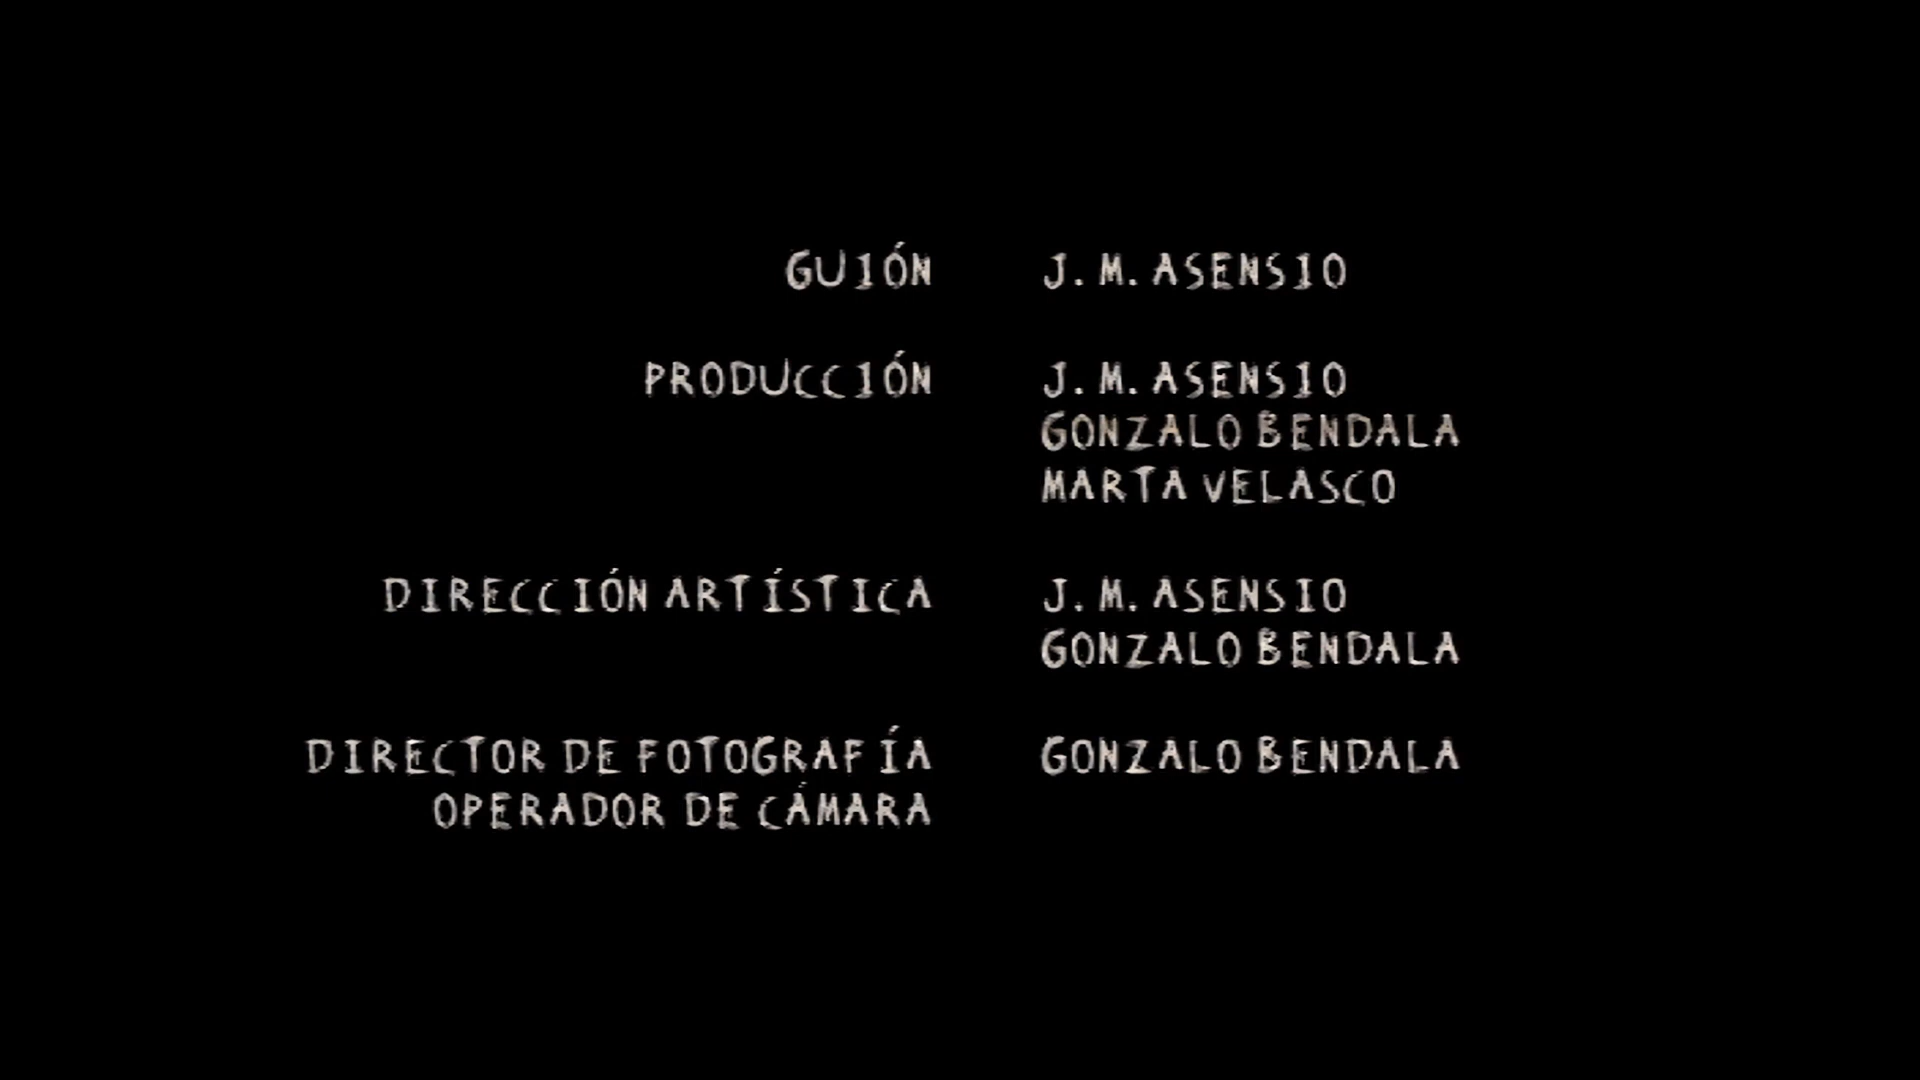 GUIÓN J. M. ASENSIO
PRODUCCIÓN J. M. ASENSIO
GONZALO BENDALA
MARTA VELASCO
DIRECCIÓN ARTÍSTICA J. M. ASENSIO
GONZALO BENDALA
DIRECTOR DE FOTOGRAFÍA GONZALO BENDALA
OPERADOR DE CÁMARA